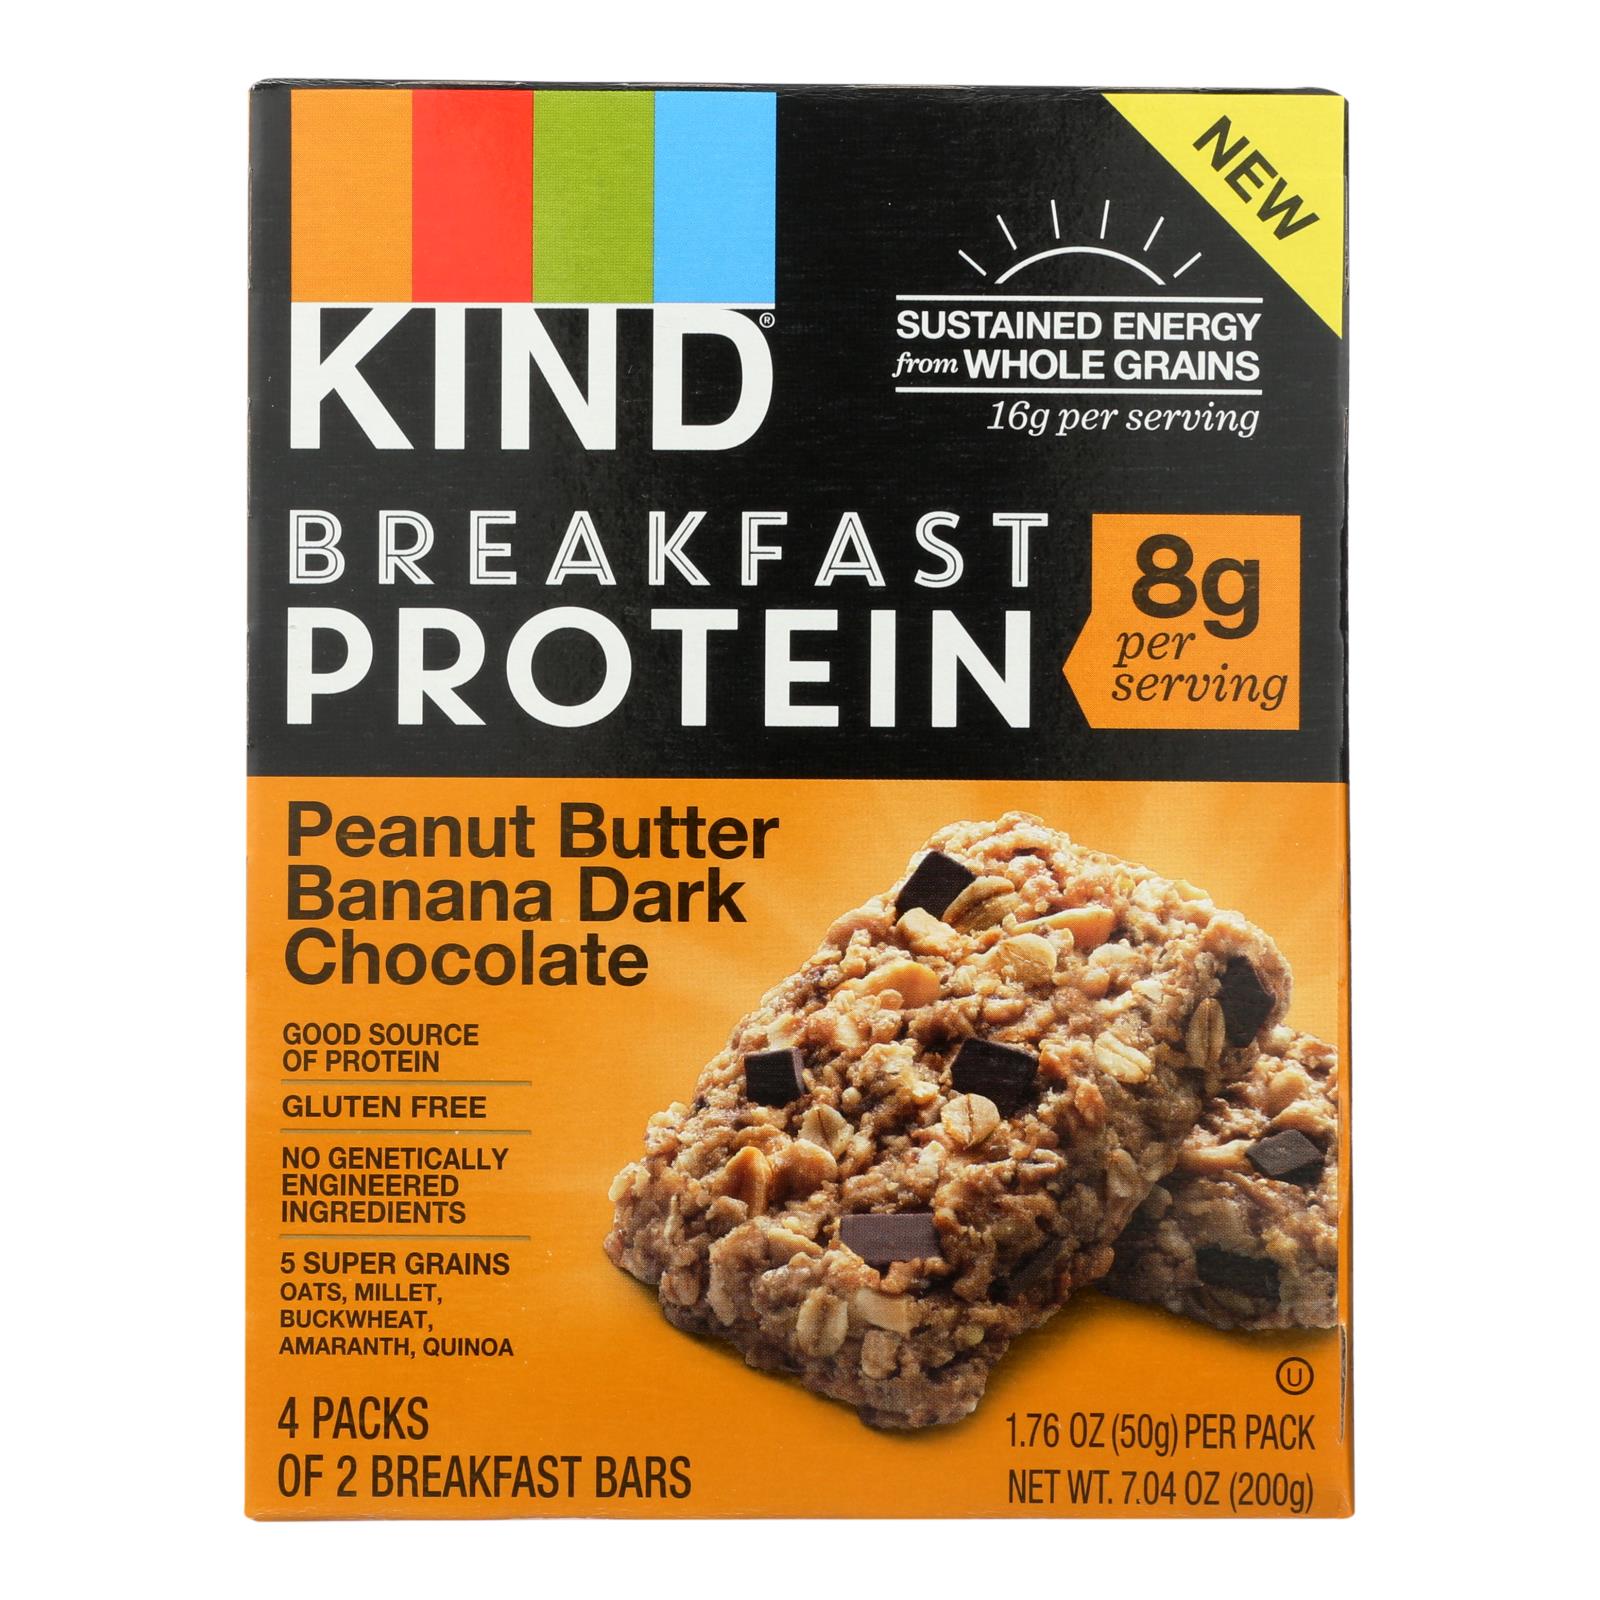 NEW
KIND®
SUSTAINED ENERGY
from WHOLE GRAINS
16g per serving
BREAKFAST
PROTEIN
8g
per
serving
Peanut Butter
Banana Dark
Chocolate
GOOD SOURCE
OF PROTEIN
GLUTEN FREE
NO GENETICALLY
ENGINEERED
INGREDIENTS
5 SUPER GRAINS
OATS, MILLET,
BUCKWHEAT,
AMARANTH, QUINOA
4 PACKS
OF 2 BREAKFAST BARS
U
1.76 OZ (50g) PER PACK
NET WT. 7.04 OZ (200g)